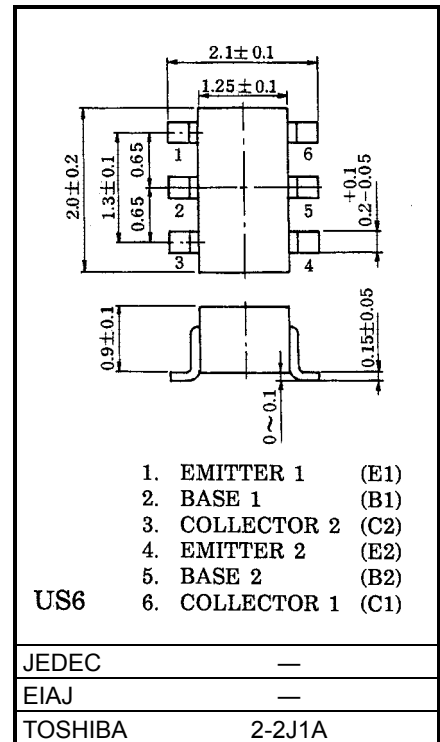 2.1±0.1
1.25±0.1
2.0±0.2
1.3±0.1
0.65
0.65
1
2
3
6
5
4
+0.1
0.2-0.05
0.9±0.1
0~0.1
0.15±0.05
1. EMITTER 1 (E1)
2. BASE 1 (B1)
3. COLLECTOR 2 (C2)
4. EMITTER 2 (E2)
5. BASE 2 (B2)
US6 6. COLLECTOR 1 (C1)
JEDEC —
EIAJ —
TOSHIBA 2-2J1A